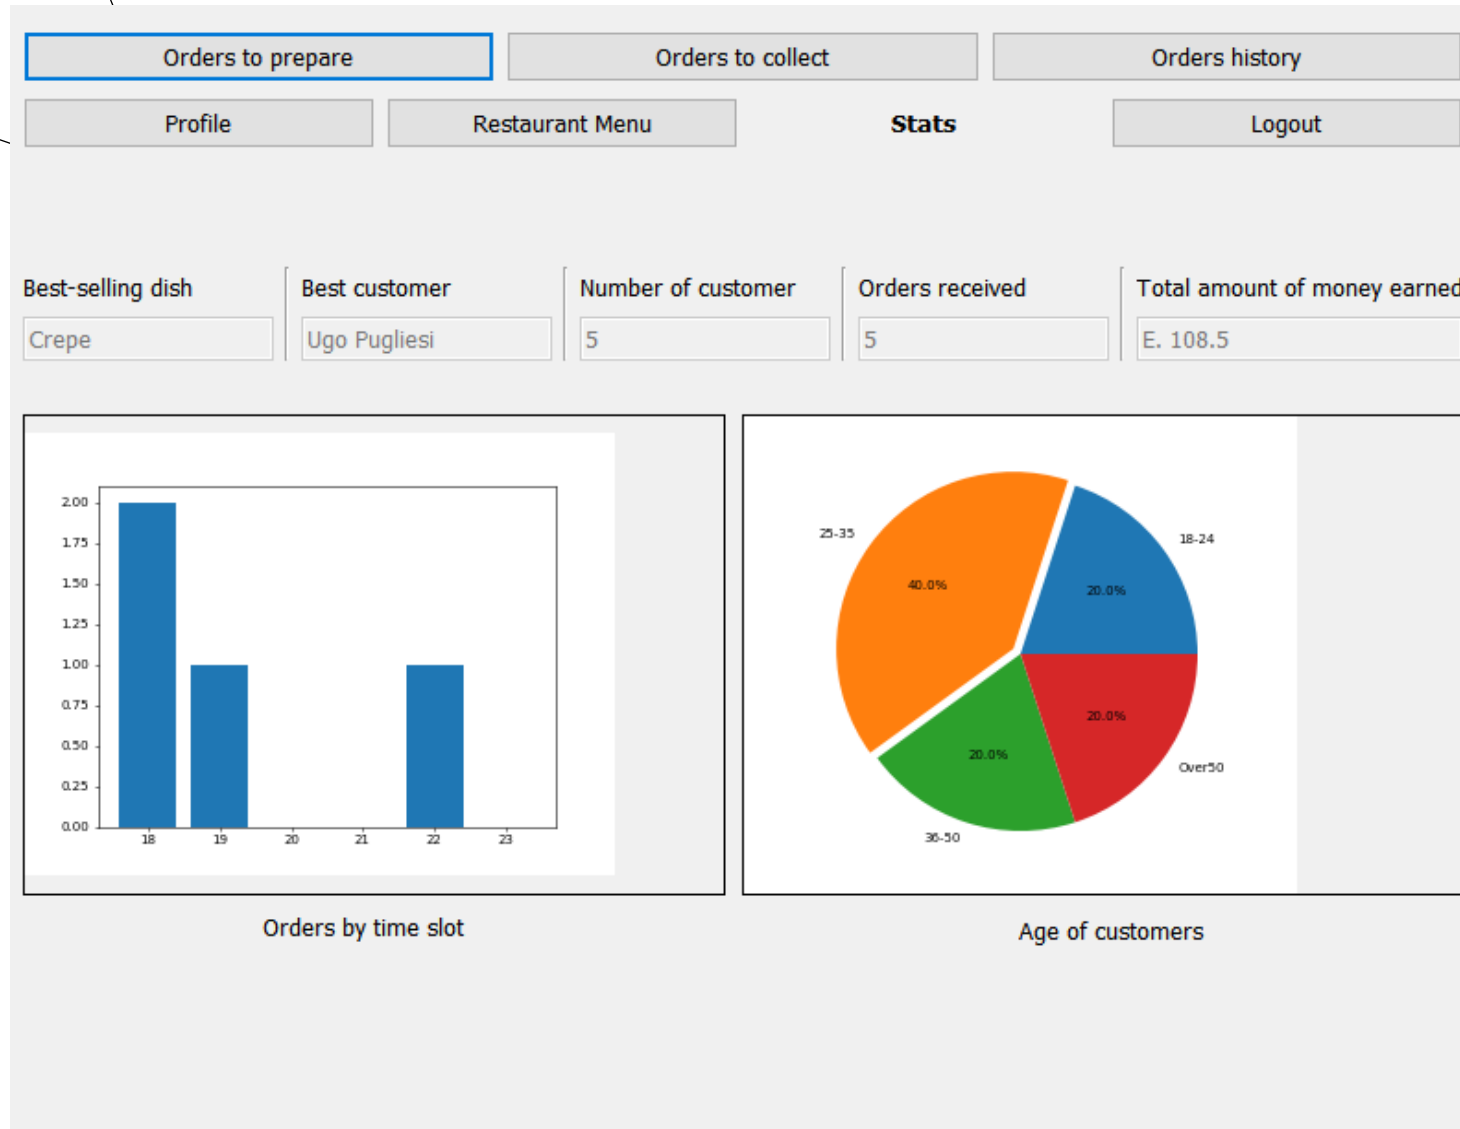 Orders to prepare Orders to collect Orders history
Profile Restaurant Menu Stats Logout
Best-selling dish Best customer Number of customer Orders received Total amount of money earned
Crepe Ugo Pugliesi 5 5 E. 108.5
2.00
1.75
1.50
1.25
1.00
0.75
0.50
0.25
0.00
18 19 20 21 22 23
25-35
18-24
40.0%
20.0%
20.0%
20.0%
Over50
36-50
Orders by time slot
Age of customers